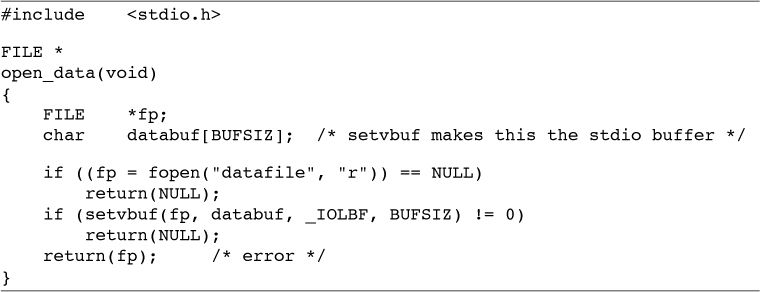 #include    <stdio.h>

FILE *
open_data(void)
{
    FILE    *fp;
    char    databuf[BUFSIZ];  /* setvbuf makes this the stdio buffer */

    if ((fp = fopen("datafile", "r")) == NULL)
        return(NULL);
    if (setvbuf(fp, databuf, _IOLBF, BUFSIZ) != 0)
        return(NULL);
    return(fp);     /* error */
}